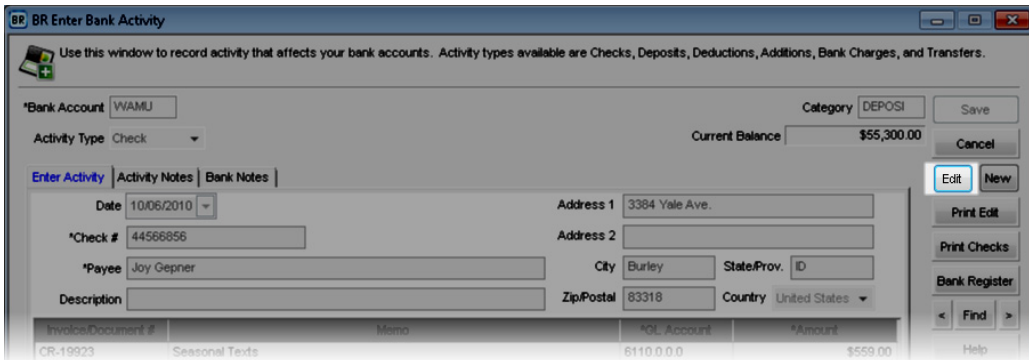 BR BR Enter Bank Activity
Use this window to record activity that affects your bank accounts. Activity types available are Checks, Deposits, Deductions, Additions, Bank Charges, and Transfers.
*Bank Account WAMU Category DEPOSI Save
Activity Type Check Current Balance $55,300.00 Cancel
Enter Activity Activity Notes Bank Notes Edit New
Date 10/06/2010 Address 1 3384 Yale Ave. Print Edit
*Check # 44566856 Address 2 Print Checks
*Payee Joy Gepner City Burley State/Prov. ID Bank Register
Description Zip/Postal 83318 Country United States < Find >
Invoice/Document # Memo *GL Account *Amount
CR-19923 Seasonal Texts 6110.0.0.0 $559.00 Help